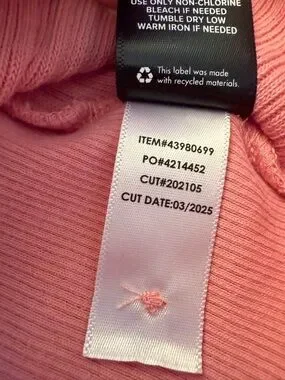 USE ONLY NON-CHLORINE
BLEACH IF NEEDED
TUMBLE DRY LOW
WARM IRON IF NEEDED
This label was made
with recycled materials.
ITEM#43980699
PO#4214452
CUT#202105
CUT DATE:03/2025